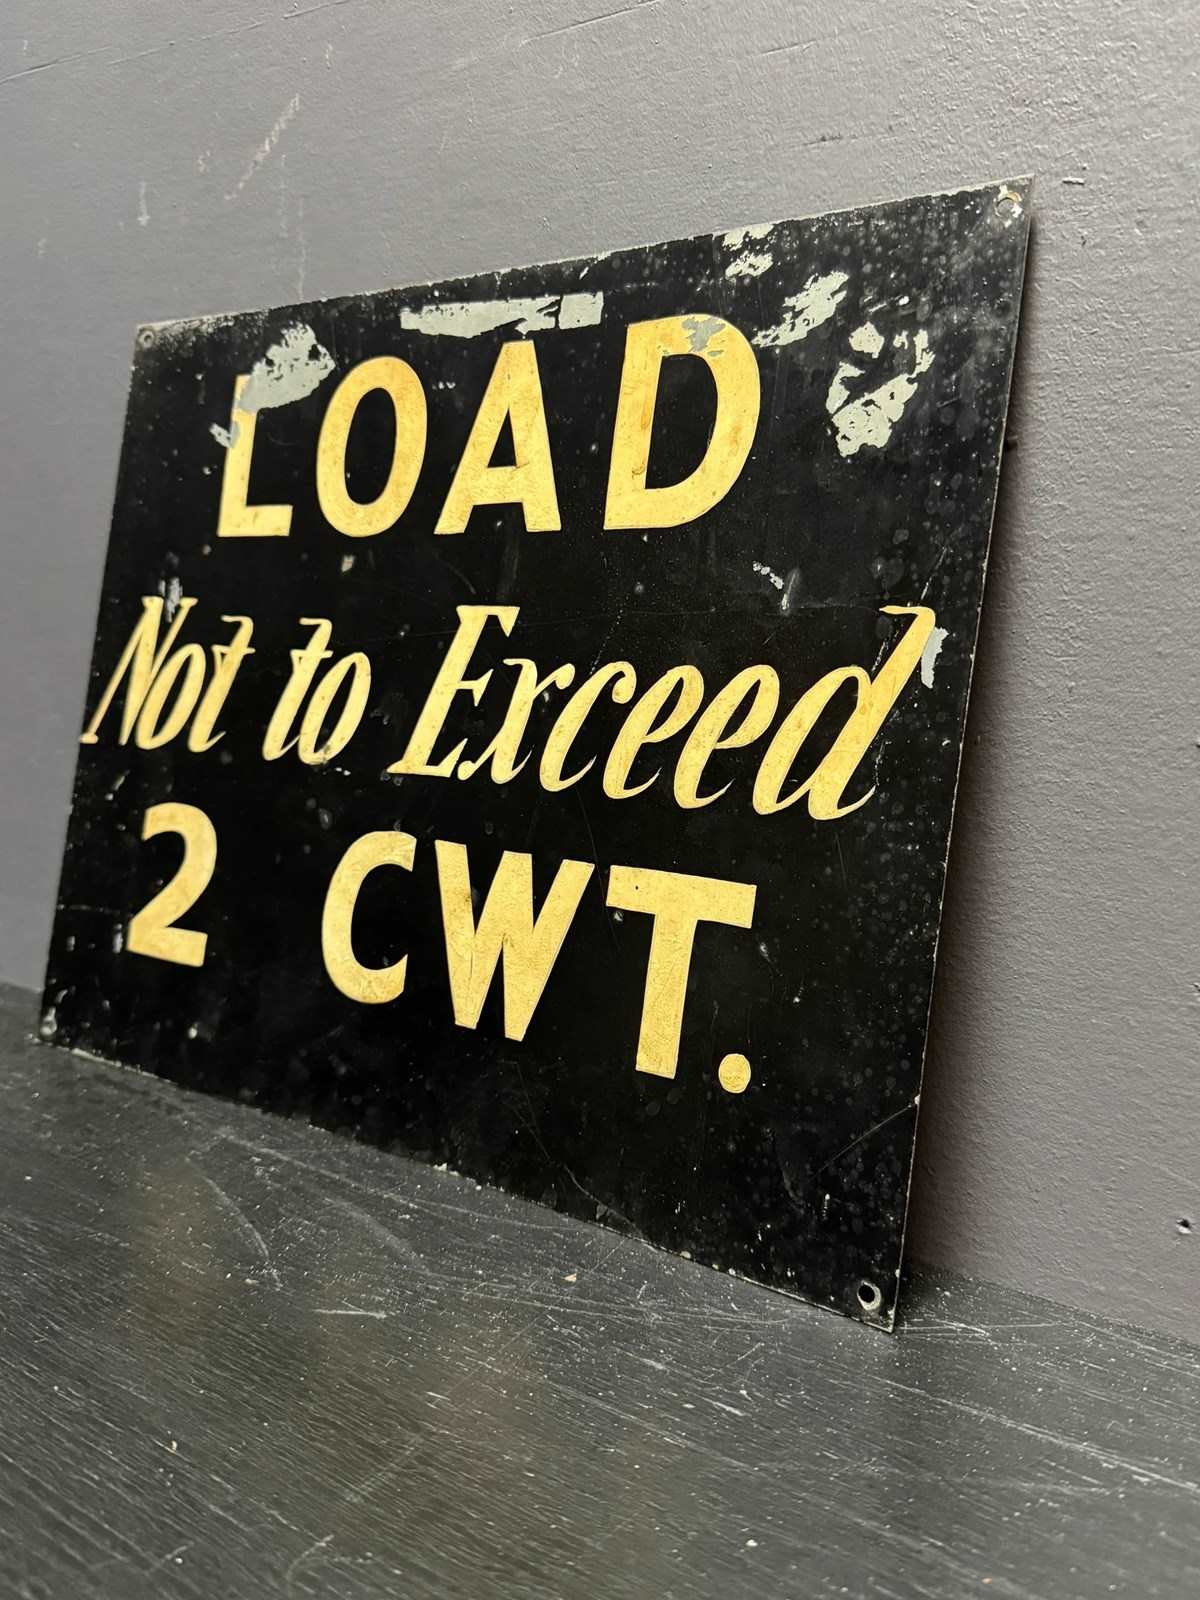 LOAD
Not to Exceed
2 CWT.